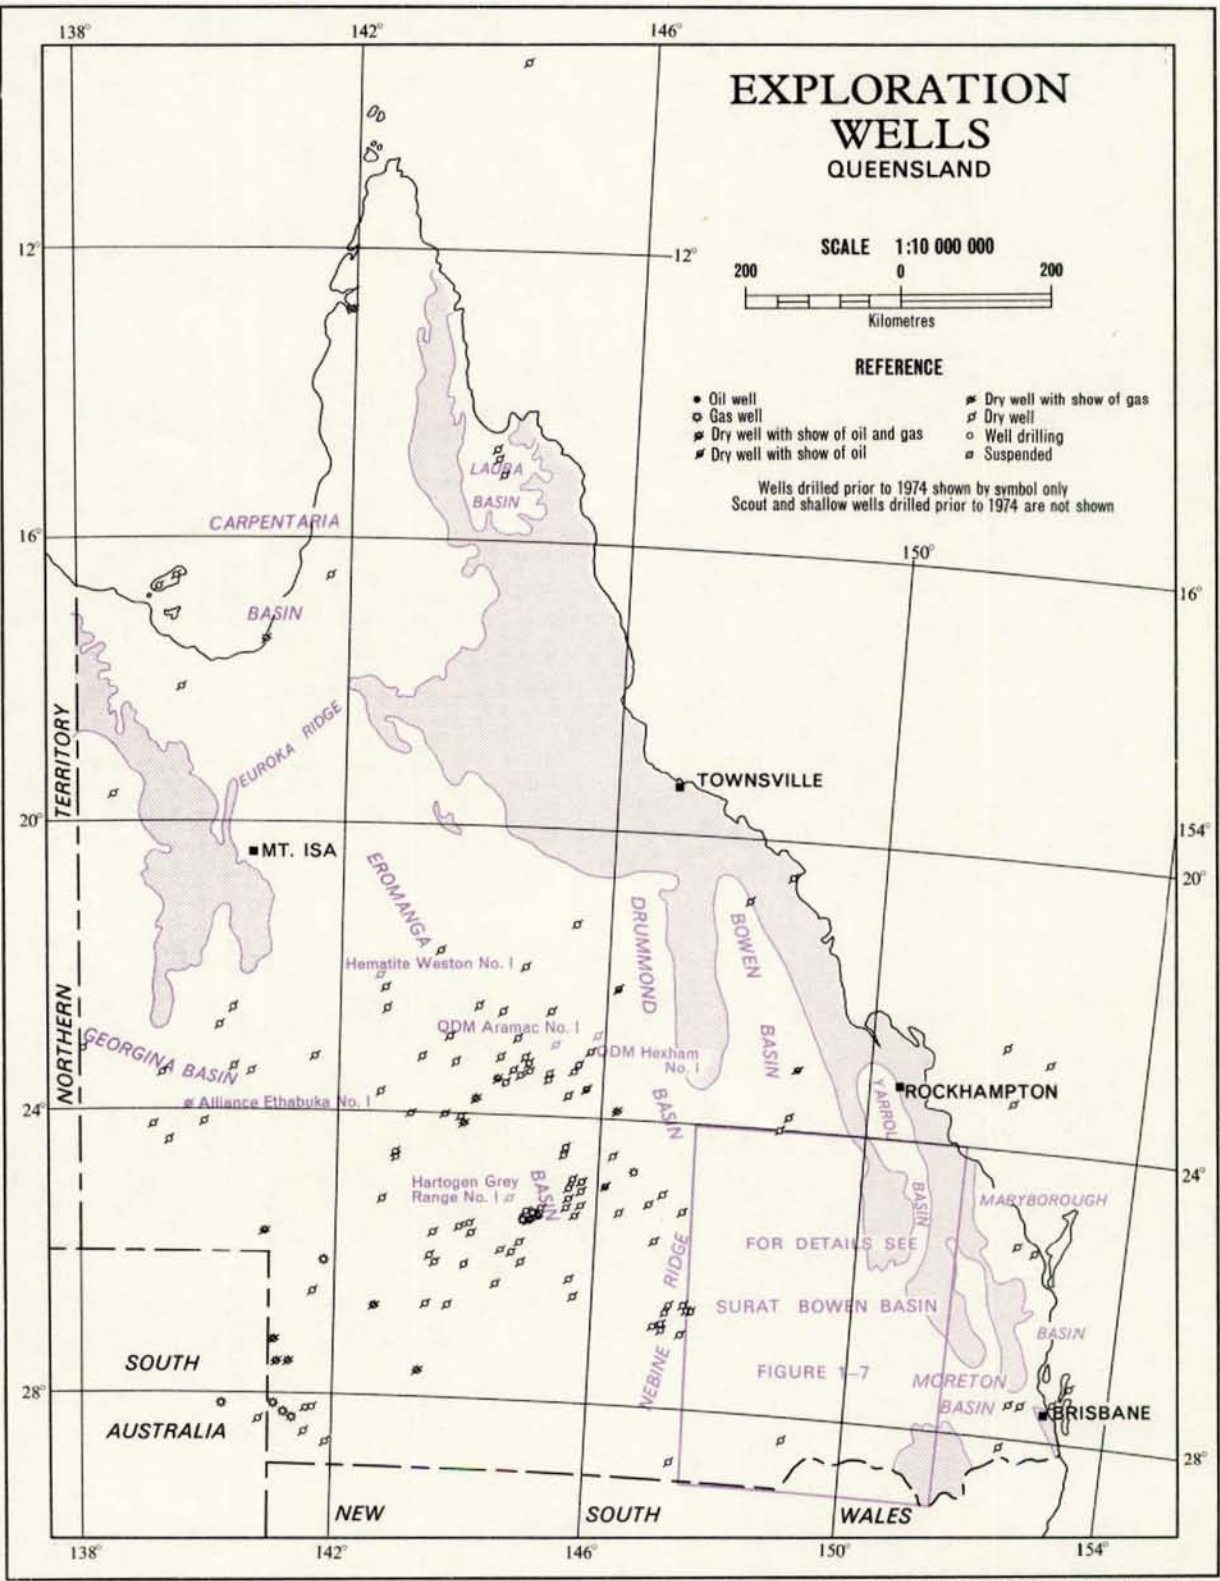 138°
142°
146°
EXPLORATION
WELLS
QUEENSLAND
SCALE 1:10 000 000
200
0
200
Kilometres
REFERENCE
Oil well
Gas well
Dry well with show of oil and gas
Dry well with show of oil
Dry well with show of gas
Dry well
Well drilling
Suspended
Wells drilled prior to 1974 shown by symbol only
Scout and shallow wells drilled prior to 1974 are not shown
12°
12°
LAURA
BASIN
CARPENTARIA
BASIN
16°
150°
16°
NORTHERN TERRITORY
EUROKA RIDGE
TOWNSVILLE
20°
154°
20°
MT. ISA
EROMANGA
BASIN
DRUMMOND
BASIN
BOWEN
BASIN
Hematite Weston No. I
QDM Aramac No. I
QDM Hexham
No. I
GEORGINA BASIN
Alliance Ethabuka No. I
24°
YARROL
BASIN
ROCKHAMPTON
24°
Hartogen Grey
Range No. I
MARYBOROUGH
BASIN
FOR DETAILS SEE
SURAT BOWEN BASIN
FIGURE 1–7
NEBINE RIDGE
MORETON
BASIN
BRISBANE
SOUTH
AUSTRALIA
28°
28°
NEW SOUTH WALES
138°
142°
146°
150°
154°